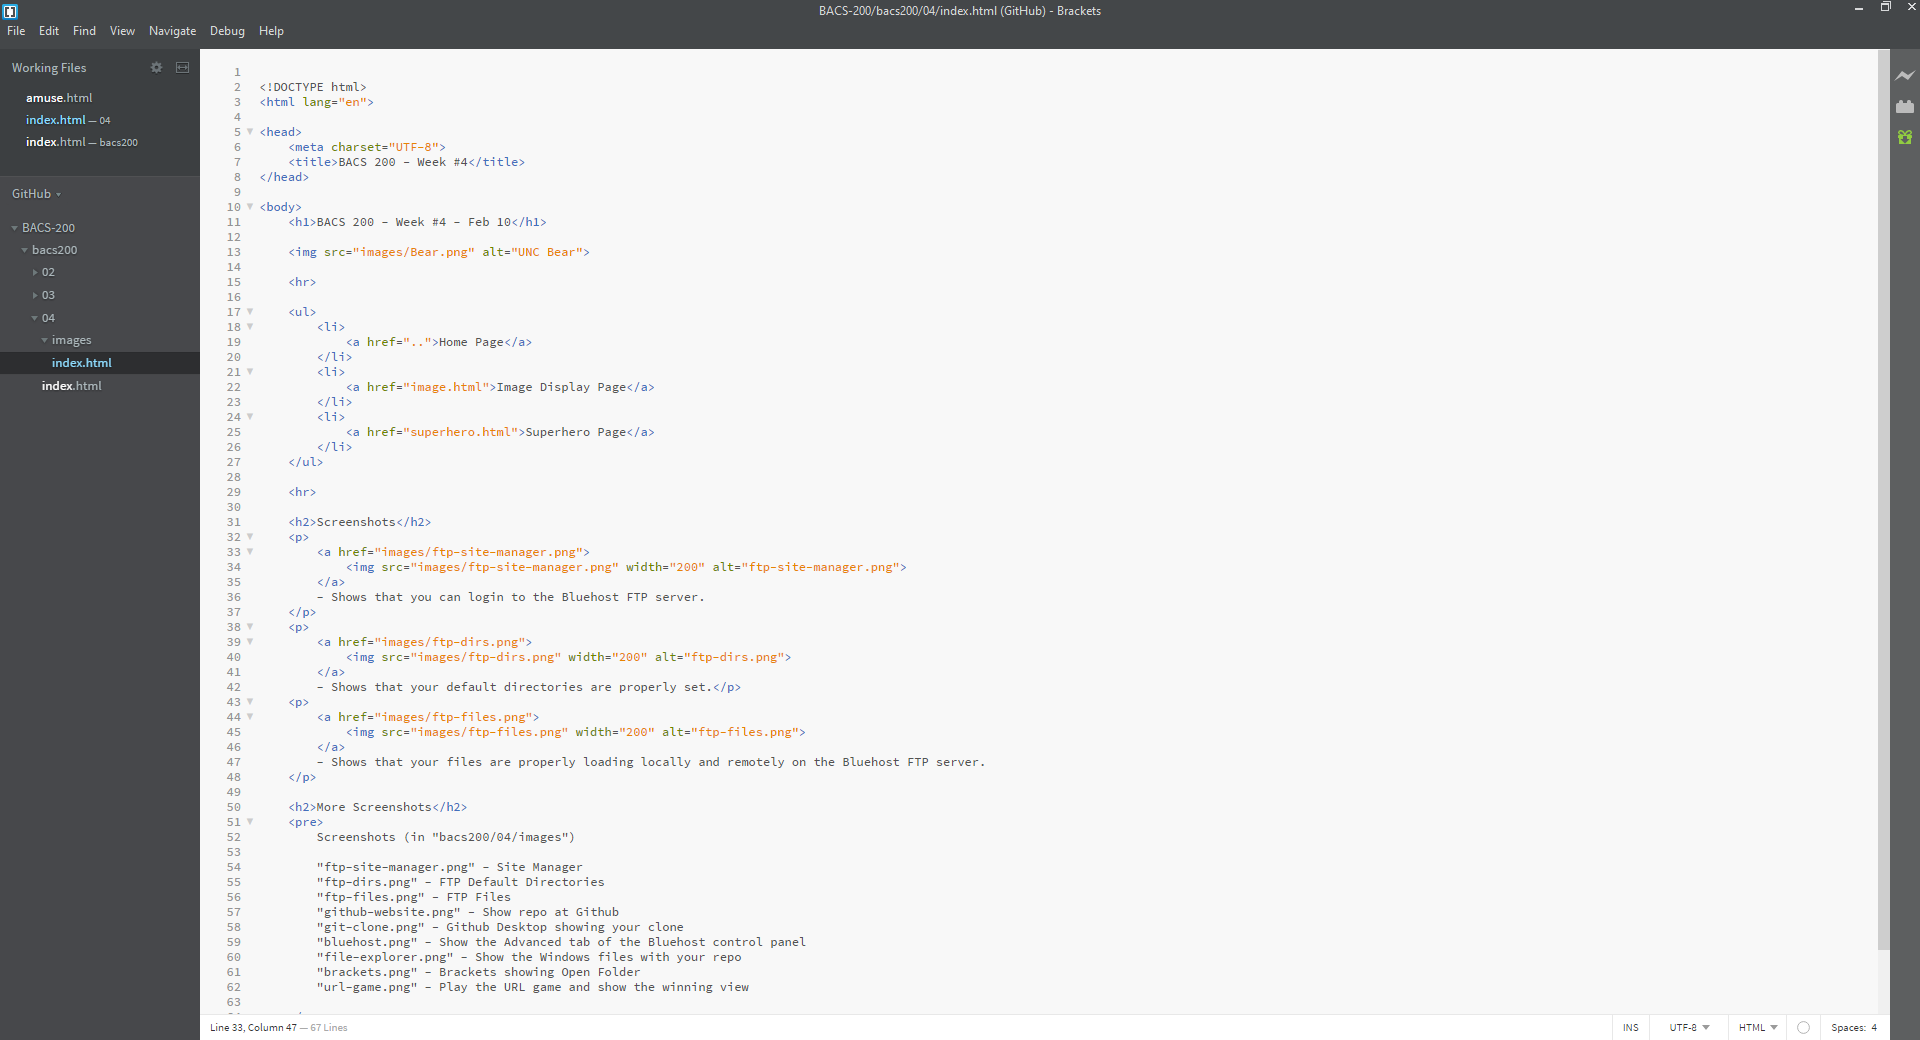 BACS-200/bacs200/04/index.html (GitHub) - Brackets
File Edit Find View Navigate Debug Help
Working Files
amuse.html
index.html — 04
index.html — bacs200
GitHub
BACS-200
bacs200
02
03
04
images
index.html
index.html
1
2 <!DOCTYPE html>
3 <html lang="en">
4
5 <head>
6     <meta charset="UTF-8">
7     <title>BACS 200 - Week #4</title>
8 </head>
9
10 <body>
11     <h1>BACS 200 - Week #4 - Feb 10</h1>
12
13     <img src="images/Bear.png" alt="UNC Bear">
14
15     <hr>
16
17     <ul>
18         <li>
19             <a href="..">Home Page</a>
20         </li>
21         <li>
22             <a href="image.html">Image Display Page</a>
23         </li>
24         <li>
25             <a href="superhero.html">Superhero Page</a>
26         </li>
27     </ul>
28
29     <hr>
30
31     <h2>Screenshots</h2>
32     <p>
33         <a href="images/ftp-site-manager.png">
34             <img src="images/ftp-site-manager.png" width="200" alt="ftp-site-manager.png">
35         </a>
36         - Shows that you can login to the Bluehost FTP server.
37     </p>
38     <p>
39         <a href="images/ftp-dirs.png">
40             <img src="images/ftp-dirs.png" width="200" alt="ftp-dirs.png">
41         </a>
42         - Shows that your default directories are properly set.</p>
43     <p>
44         <a href="images/ftp-files.png">
45             <img src="images/ftp-files.png" width="200" alt="ftp-files.png">
46         </a>
47         - Shows that your files are properly loading locally and remotely on the Bluehost FTP server.
48     </p>
49
50     <h2>More Screenshots</h2>
51     <pre>
52         Screenshots (in "bacs200/04/images")
53
54         "ftp-site-manager.png" - Site Manager
55         "ftp-dirs.png" - FTP Default Directories
56         "ftp-files.png" - FTP Files
57         "github-website.png" - Show repo at Github
58         "git-clone.png" - Github Desktop showing your clone
59         "bluehost.png" - Show the Advanced tab of the Bluehost control panel
60         "file-explorer.png" - Show the Windows files with your repo
61         "brackets.png" - Brackets showing Open Folder
62         "url-game.png" - Play the URL game and show the winning view
63
Line 33, Column 47 — 67 Lines
INS UTF-8 HTML Spaces: 4